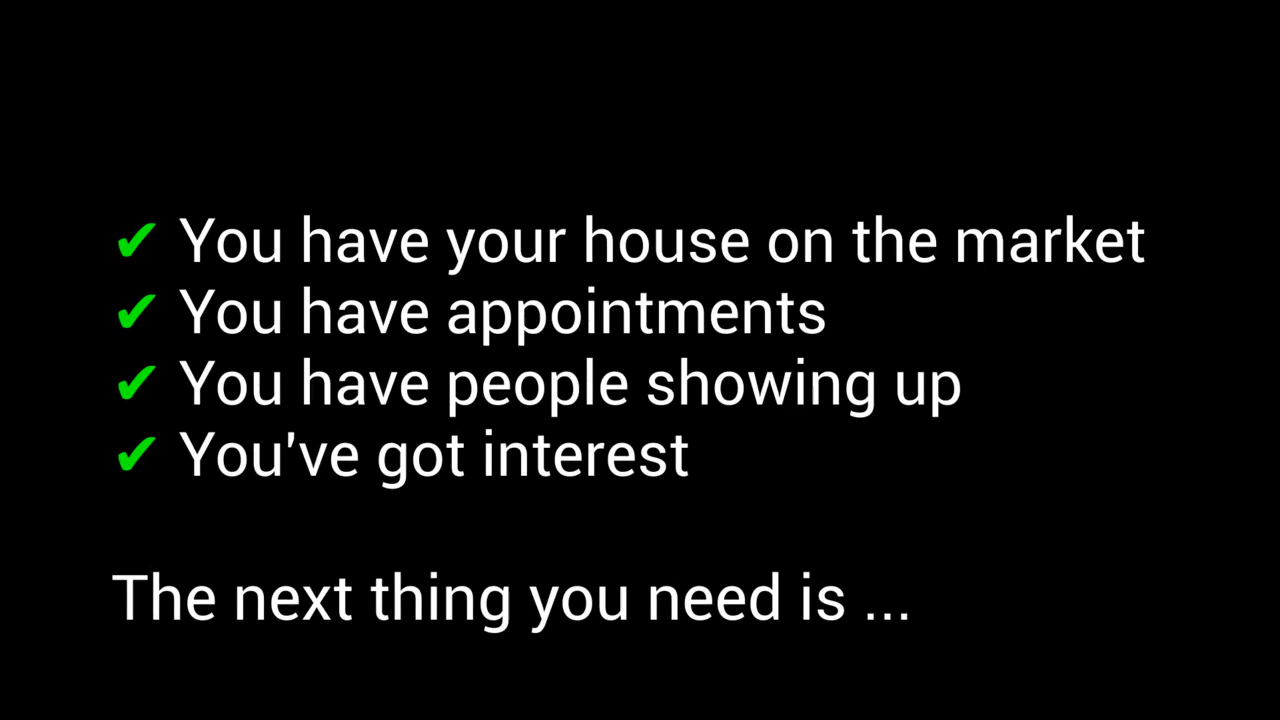 ✔ You have your house on the market
✔ You have appointments
✔ You have people showing up
✔ You've got interest
The next thing you need is ...